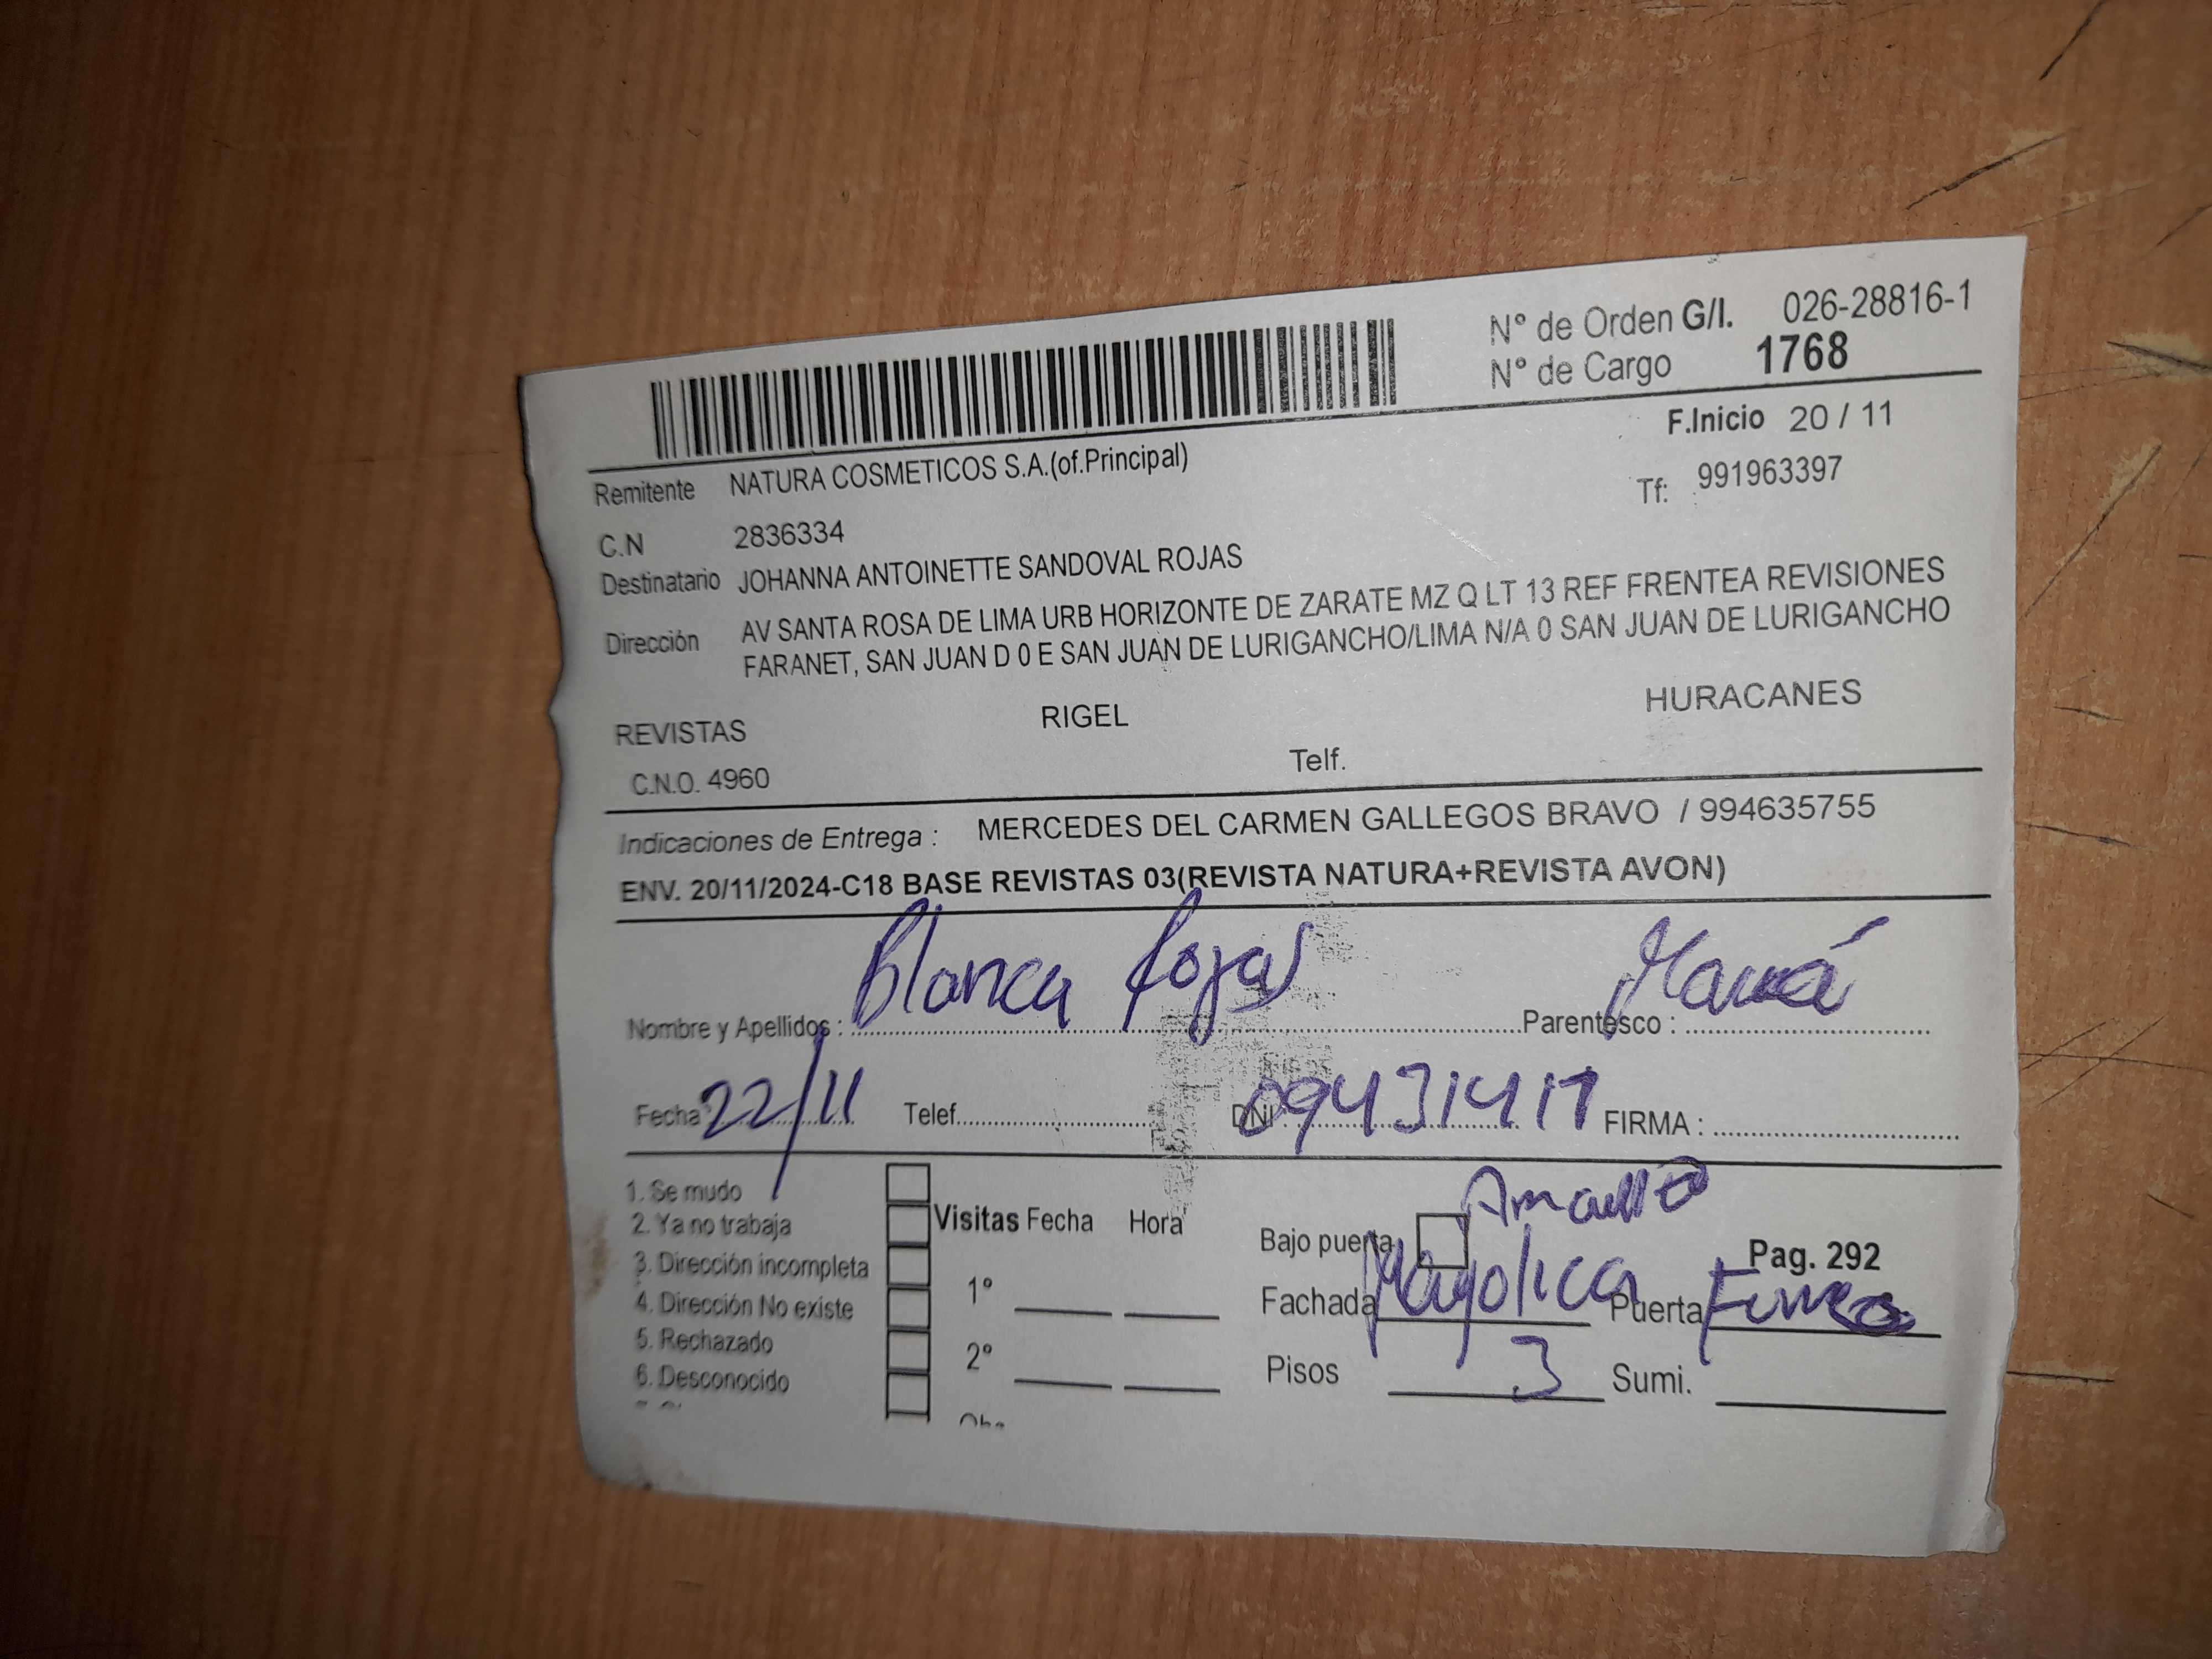 N° de Orden G/I. 026-28816-1
N° de Cargo 1768
F.Inicio 20 / 11
Remitente NATURA COSMETICOS S.A.(of.Principal)
Tf: 991963397
C.N 2836334
Destinatario JOHANNA ANTOINETTE SANDOVAL ROJAS
Dirección AV SANTA ROSA DE LIMA URB HORIZONTE DE ZARATE MZ Q LT 13 REF FRENTEA REVISIONES
FARANET, SAN JUAN D 0 E SAN JUAN DE LURIGANCHO/LIMA N/A 0 SAN JUAN DE LURIGANCHO
REVISTAS RIGEL HURACANES
C.N.O. 4960 Telf.
Indicaciones de Entrega : MERCEDES DEL CARMEN GALLEGOS BRAVO / 994635755
ENV. 20/11/2024-C18 BASE REVISTAS 03(REVISTA NATURA+REVISTA AVON)
Nombre y Apellidos : Blanca Rojas Parentesco : Mamá
Fecha 22/11 Telef. DNI 09431417 FIRMA :
1. Se mudo
2. Ya no trabaja
3. Dirección incompleta
4. Dirección No existe
5. Rechazado
6. Desconocido
Visitas Fecha Hora
1°
2°
Bajo puerta Pag. 292
Fachada Mayolica Puerta
Pisos 3 Sumi.